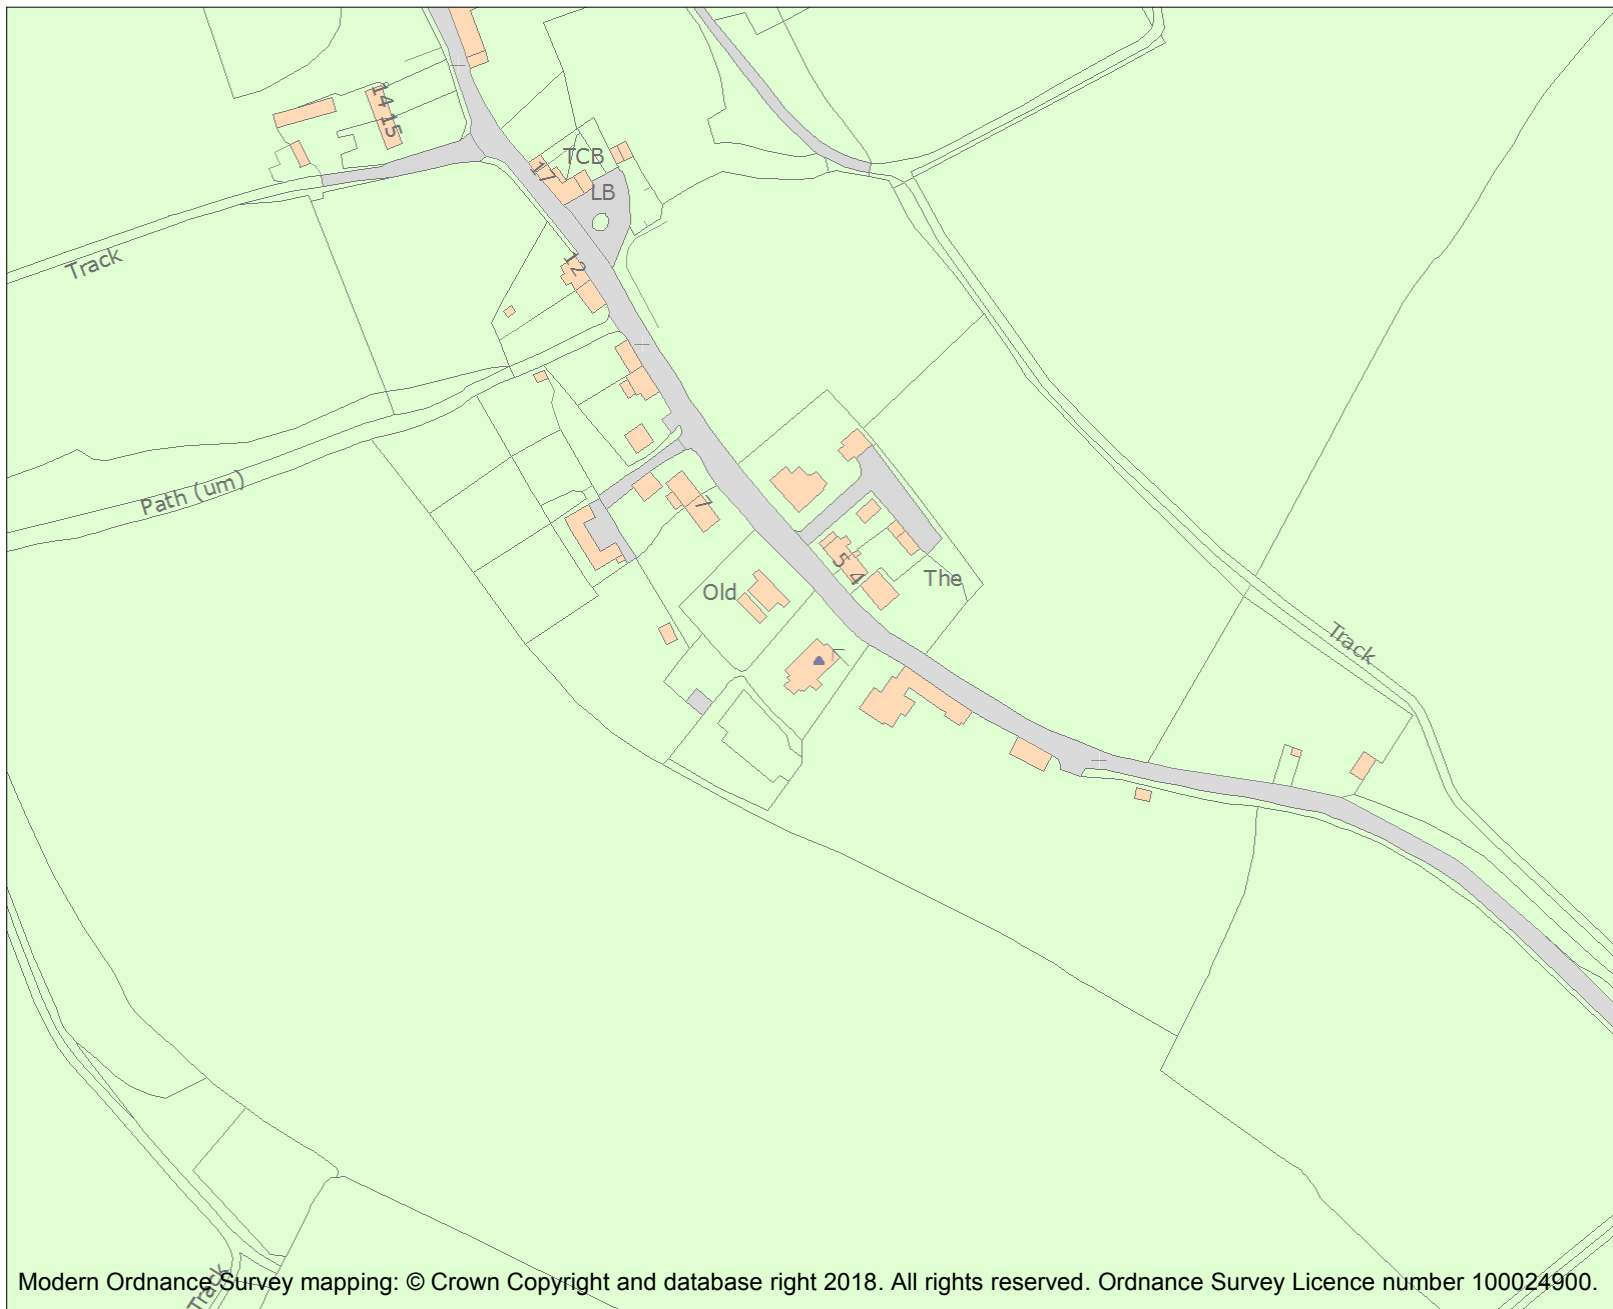 14 15
TCB
17
LB
Track
12
Path (um)
7
5 4
Old
The
Track
Track
Modern Ordnance Survey mapping: © Crown Copyright and database right 2018. All rights reserved. Ordnance Survey Licence number 100024900.